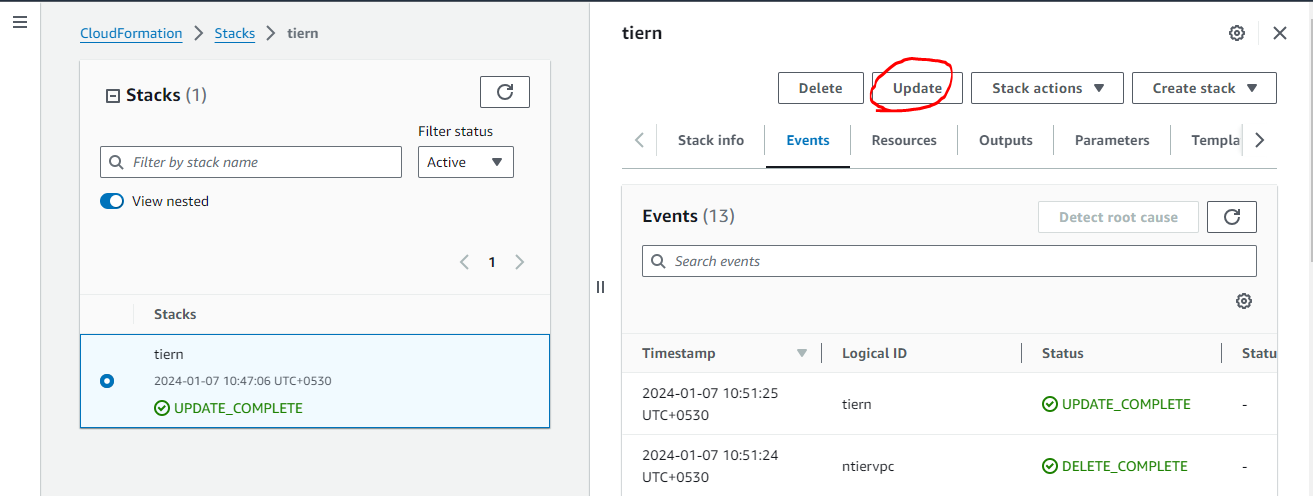 CloudFormation > Stacks > tiern
Stacks (1)
Filter status
Filter by stack name
Active
View nested
1
Stacks
tiern
2024-01-07 10:47:06 UTC+0530
UPDATE_COMPLETE
tiern
Delete
Update
Stack actions
Create stack
Stack info
Events
Resources
Outputs
Parameters
Templa
Events (13)
Detect root cause
Search events
Timestamp
Logical ID
Status
Statu
2024-01-07 10:51:25
UTC+0530
tiern
UPDATE_COMPLETE
-
2024-01-07 10:51:24
UTC+0530
ntiervpc
DELETE_COMPLETE
-